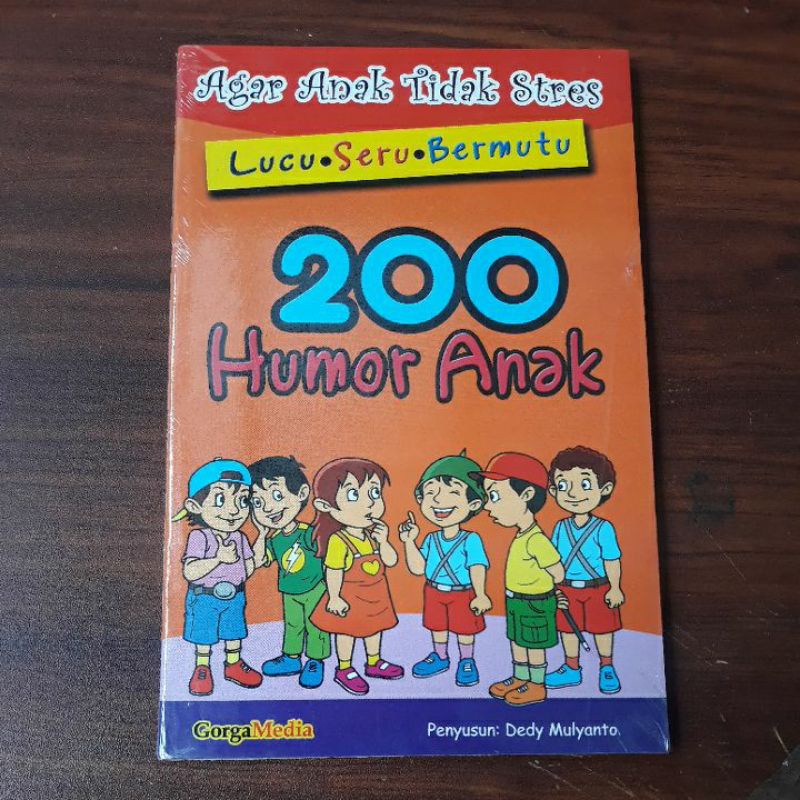 Agar Anak Tidak Stres
Lucu•Seru•Bermutu
200
Humor Anak
GorgaMedia
Penyusun: Dedy Mulyanto.